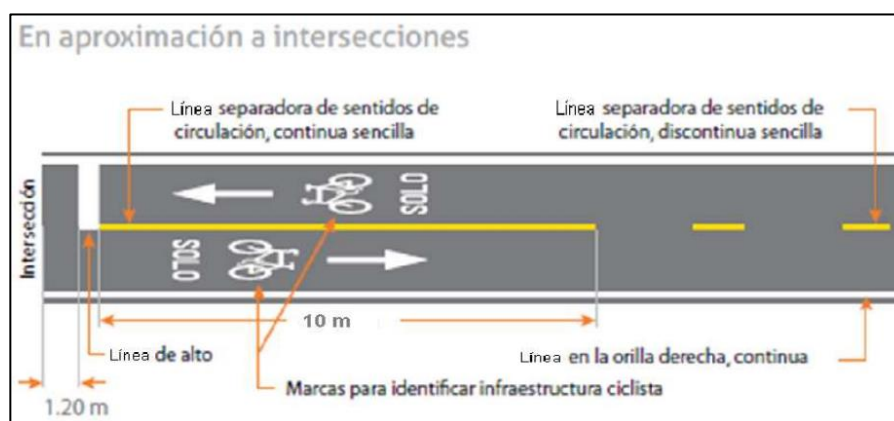 En aproximación a intersecciones
Línea separadora de sentidos de
circulación, continua sencilla
Línea separadora de sentidos de
circulación, discontinua sencilla
Intersección
SOLO
SOLO
10 m
Línea de alto
Línea en la orilla derecha, continua
Marcas para identificar infraestructura ciclista
1.20 m